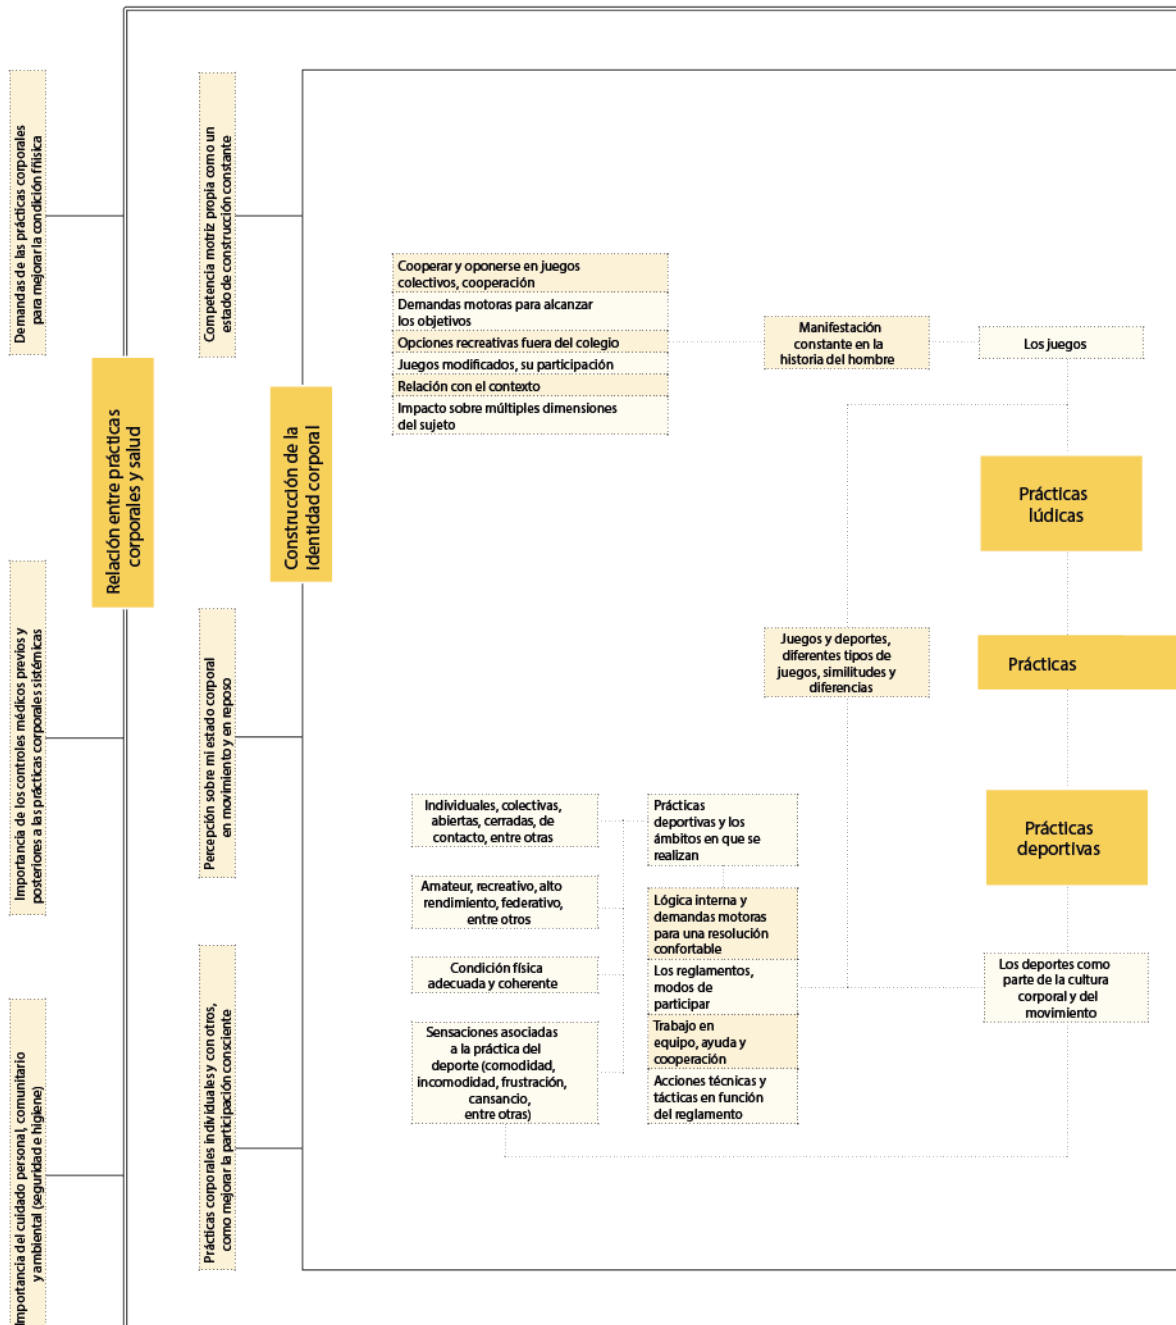 Demandas de las prácticas corporales
para mejorar la condición fñisica
Importancia de los controles médicos previos y
posteriores a las prácticas corporales sistémicas
Importancia del cuidado personal, comunitario
y ambiental (seguridad e higiene)
Relación entre prácticas
corporales y salud
Competencia motriz propia como un
estado de construcción constante
Percepción sobre mi estado corporal
en movimiento y en reposo
Prácticas corporales individuales y con otros,
como mejorar la participación consciente
Construcción de la
identidad corporal
Cooperar y oponerse en juegos
colectivos, cooperación
Demandas motoras para alcanzar
los objetivos
Opciones recreativas fuera del colegio
Juegos modificados, su participación
Relación con el contexto
Impacto sobre múltiples dimensiones
del sujeto
Manifestación
constante en la
historia del hombre
Los juegos
Prácticas
lúdicas
Juegos y deportes,
diferentes tipos de
juegos, similitudes y
diferencias
Prácticas
Prácticas
deportivas
Individuales, colectivas,
abiertas, cerradas, de
contacto, entre otras
Amateur, recreativo, alto
rendimiento, federativo,
entre otros
Condición física
adecuada y coherente
Sensaciones asociadas
a la práctica del
deporte (comodidad,
incomodidad, frustración,
cansancio,
entre otras)
Prácticas
deportivas y los
ámbitos en que se
realizan
Lógica interna y
demandas motoras
para una resolución
confortable
Los reglamentos,
modos de
participar
Trabajo en
equipo, ayuda y
cooperación
Acciones técnicas y
tácticas en función
del reglamento
Los deportes como
parte de la cultura
corporal y del
movimiento